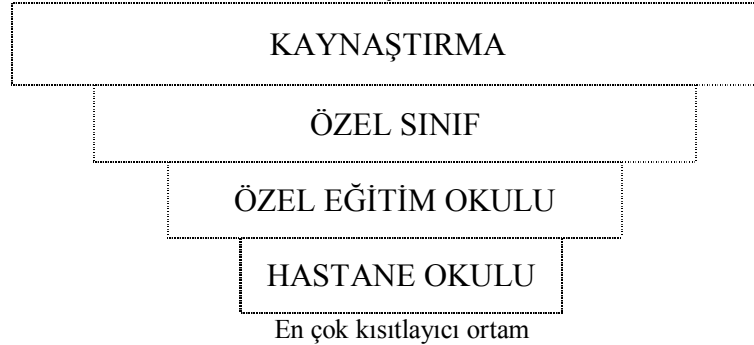 KAYNAŞTIRMA
ÖZEL SINIF
ÖZEL EĞİTİM OKULU
HASTANE OKULU
En çok kısıtlayıcı ortam